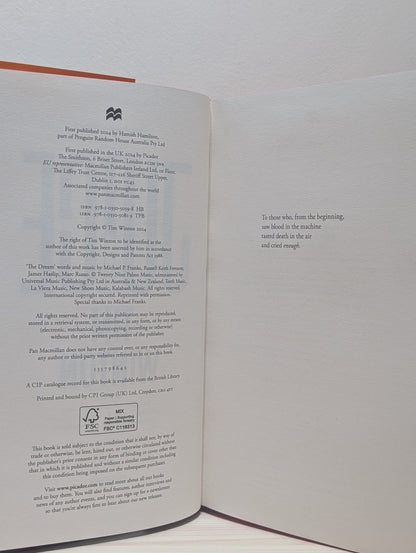 First published 2024 by Hamish Hamilton,
part of Penguin Random House Australia Pty Ltd
First published in the UK 2024 by Picador
The Smithson, 6 Briset Street, London EC1M 5NR
EU representative: Macmillan Publishers Ireland Ltd, 1st Floor,
The Liffey Trust Centre, 117–126 Sheriff Street Upper,
Dublin 1, D01 YC43
Associated companies throughout the world
www.panmacmillan.com
ISBN 978-1-0350-5059-8 HB
ISBN 978-1-0350-5081-9 TPB
Copyright © Tim Winton 2024
The right of Tim Winton to be identified as the
author of this work has been asserted by him in accordance
with the Copyright, Designs and Patents Act 1988.
'The Dream' words and music by Michael P. Franks, Russell Keith Ferrante,
James Haslip, Marc Russo. © Twenty Nine Palms Music; administered by
Universal Music Publishing Pty Ltd o/b Australia & New Zealand, Teeth Music,
La Viera Music, New Shoes Music, Kalabash Music. All rights reserved.
International copyright secured. Reprinted with permission.
Special thanks to Michael Franks.
All rights reserved. No part of this publication may be reproduced,
stored in a retrieval system, or transmitted, in any form, or by any means
(electronic, mechanical, photocopying, recording or otherwise)
without the prior written permission of the publisher.
Pan Macmillan does not have any control over, or any responsibility for,
any author or third-party websites referred to in or on this book.
135798642
A CIP catalogue record for this book is available from the British Library.
Printed and bound by CPI Group (UK) Ltd, Croydon, CR0 4YY
FSC
www.fsc.org
MIX
Paper | Supporting
responsible forestry
FSC® C116313
This book is sold subject to the condition that it shall not, by way of
trade or otherwise, be lent, hired out, or otherwise circulated without
the publisher's prior consent in any form of binding or cover other than
that in which it is published and without a similar condition including
this condition being imposed on the subsequent purchaser.
Visit www.picador.com to read more about all our books
and to buy them. You will also find features, author interviews and
news of any author events, and you can sign up for e-newsletters
so that you're always first to hear about our new releases.
To those who, from the beginning,
saw blood in the machine
tasted death in the air
and cried enough.